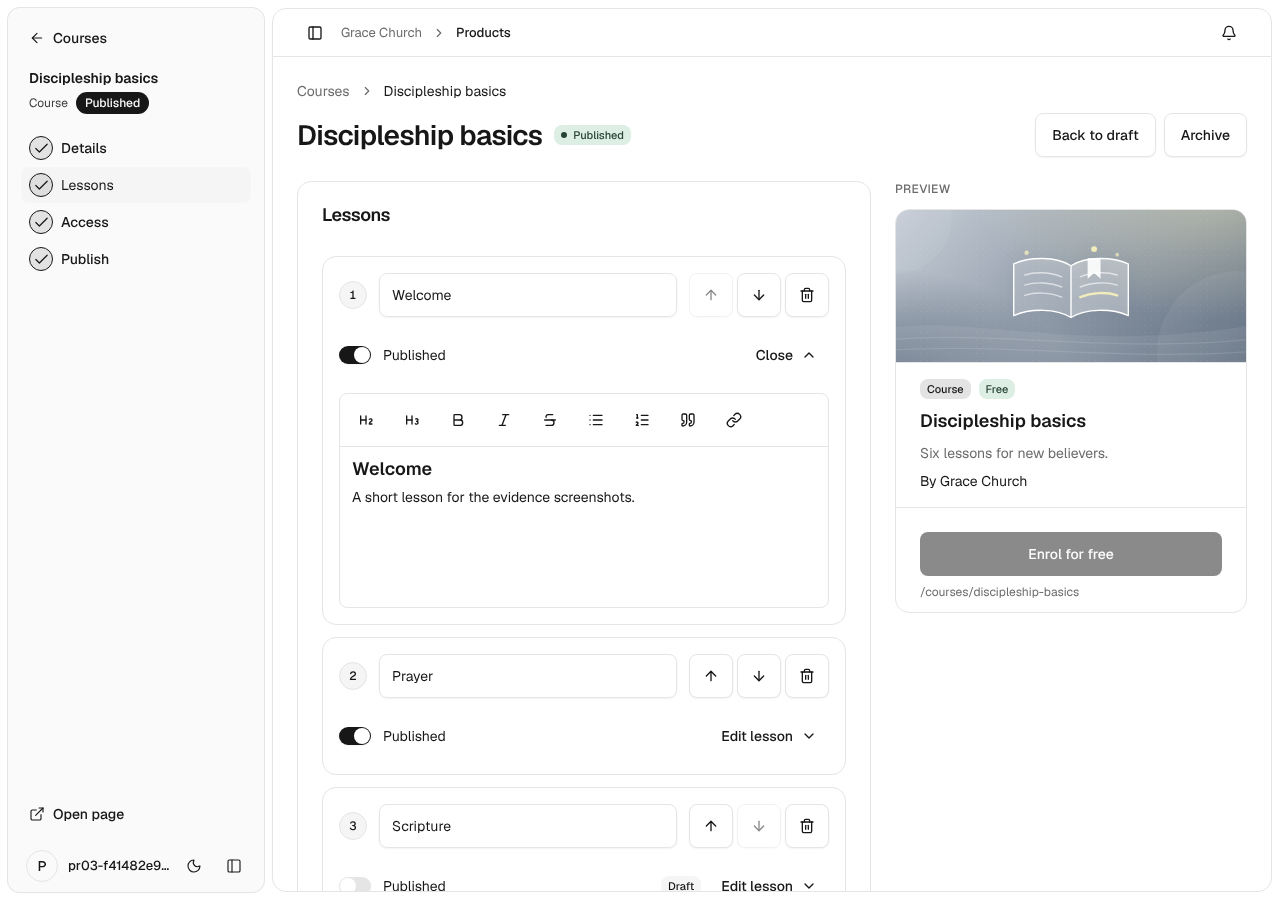 Courses
Discipleship basics
Course Published
Details
Lessons
Access
Publish
Open page
P pr03-f41482e9…
Grace Church Products
Courses Discipleship basics
Discipleship basics Published
Back to draft Archive
Lessons
1 Welcome
Published Close
H2 H3 B I S
Welcome
A short lesson for the evidence screenshots.
2 Prayer
Published Edit lesson
3 Scripture
Published Draft Edit lesson
PREVIEW
Course Free
Discipleship basics
Six lessons for new believers.
By Grace Church
Enrol for free
/courses/discipleship-basics